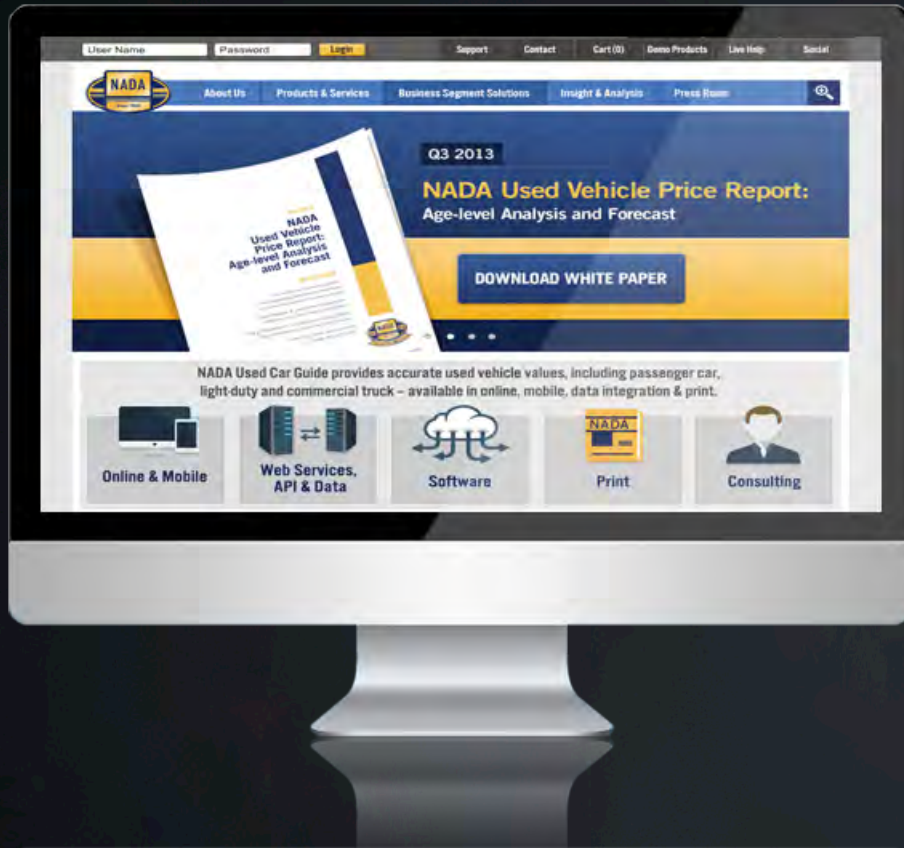 User Name Password Login Support Contact Cart (0) Demo Products Live Help Social
NADA
About Us Products & Services Business Segment Solutions Insight & Analysis Press Room
Q3 2013
NADA Used Vehicle Price Report:
Age-level Analysis and Forecast
NADA
Used Vehicle
Price Report:
Age-level Analysis
and Forecast
DOWNLOAD WHITE PAPER
NADA
NADA Used Car Guide provides accurate used vehicle values, including passenger car,
light-duty and commercial truck – available in online, mobile, data integration & print.
NADA
Online & Mobile
Web Services,
API & Data
Software
Print
Consulting